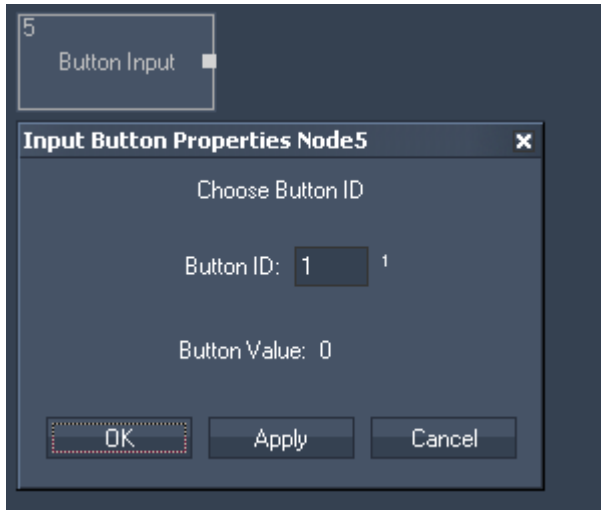 5
Button Input
Input Button Properties Node5
Choose Button ID
Button ID: 1 1
Button Value: 0
OK Apply Cancel